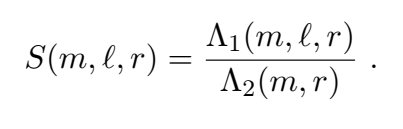 S(m, ℓ, r) = Λ₁(m, ℓ, r) / Λ₂(m, r) .